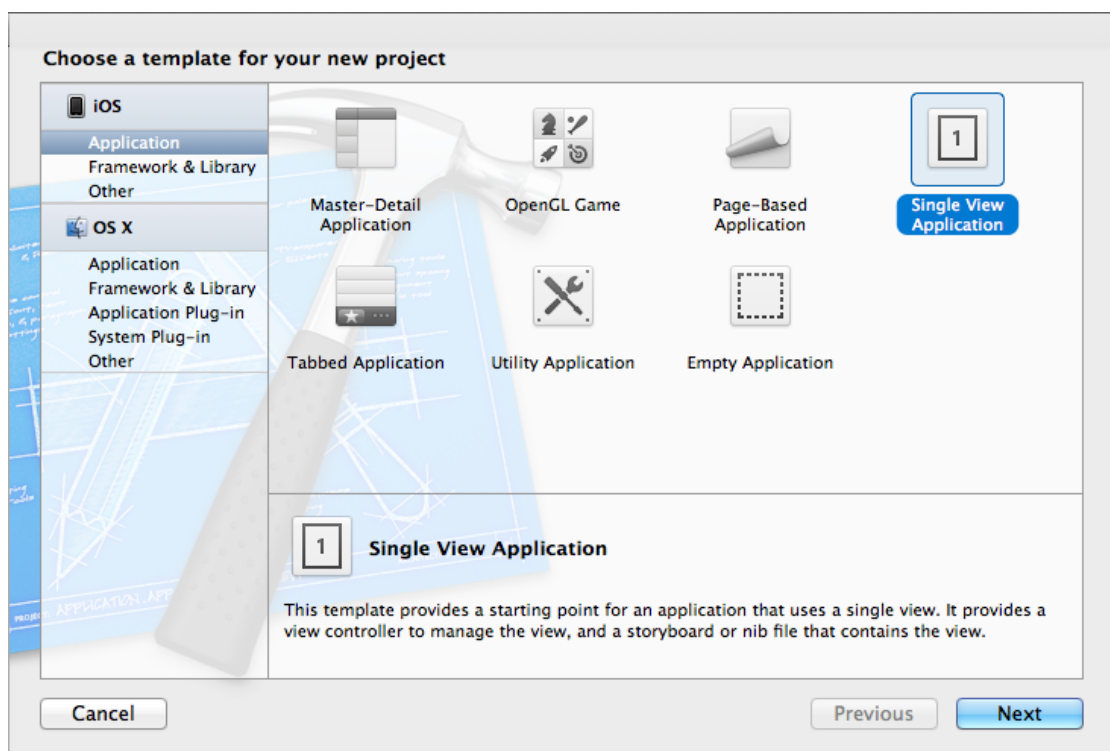 Choose a template for your new project
iOS
Application
Framework & Library
Other
OS X
Application
Framework & Library
Application Plug-in
System Plug-in
Other
Master-Detail
Application
OpenGL Game
Page-Based
Application
1
Single View
Application
Tabbed Application
Utility Application
Empty Application
1
Single View Application
This template provides a starting point for an application that uses a single view. It provides a
view controller to manage the view, and a storyboard or nib file that contains the view.
Cancel
Previous
Next